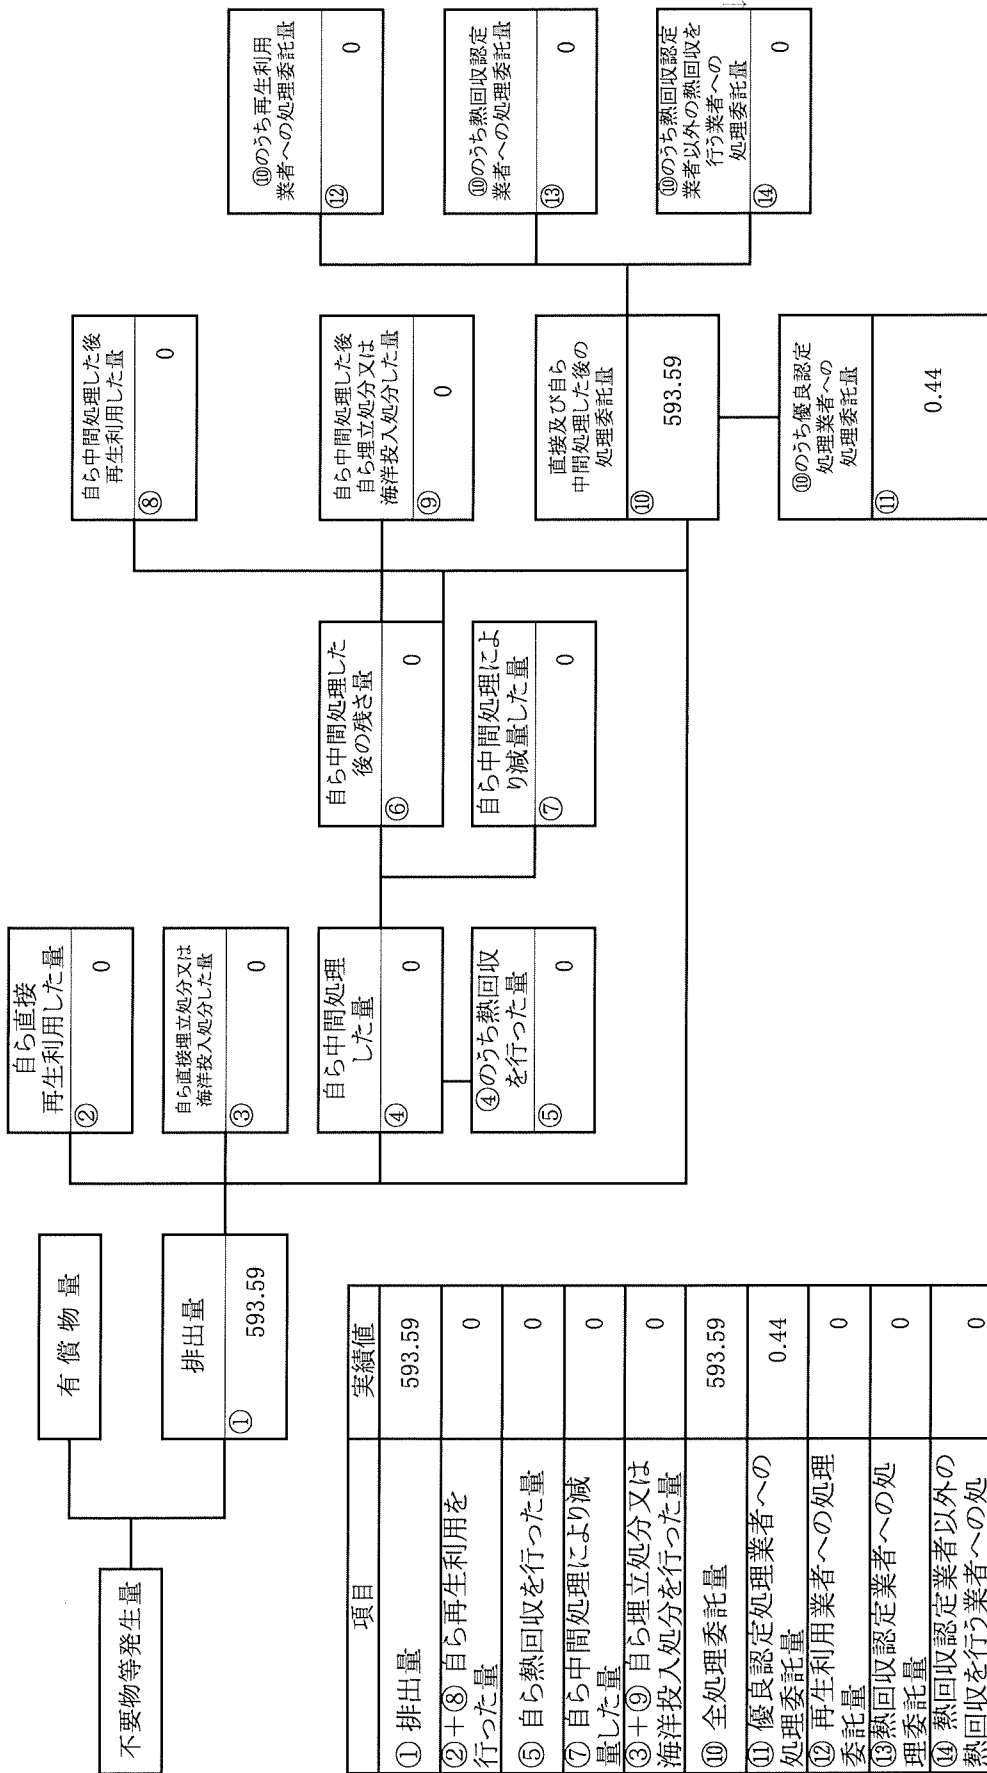 不要物等発生量
有償物量
排出量
① 593.59
自ら直接
再生利用した量
② 0
自ら直接埋立処分又は
海洋投入処分した量
③ 0
自ら中間処理
した量
④ 0
④のうち熱回収
を行った量
⑤ 0
自ら中間処理した
後の残さ量
⑥ 0
自ら中間処理によ
り減量した量
⑦ 0
自ら中間処理した後
再生利用した量
⑧ 0
自ら中間処理した後
自ら埋立処分又は
海洋投入処分した量
⑨ 0
直接及び自ら
中間処理した後の
処理委託量
⑩ 593.59
⑩のうち優良認定
処理業者への
処理委託量
⑪ 0.44
⑩のうち再生利用
業者への処理委託量
⑫ 0
⑩のうち熱回収認定
業者への処理委託量
⑬ 0
⑩のうち熱回収認定
業者以外の熱回収を
行う業者への
処理委託量
⑭ 0
項目 実績値
① 排出量 593.59
②+⑧ 自ら再生利用を
行った量 0
⑤ 自ら熱回収を行った量 0
⑦ 自ら中間処理により減
量した量 0
③+⑨ 自ら埋立処分又は
海洋投入処分を行った量 0
⑩ 全処理委託量 593.59
⑪ 優良認定処理業者への
処理委託量 0.44
⑫ 再生利用業者への処理
委託量 0
⑬熱回収認定業者への処
理委託量 0
⑭ 熱回収認定業者以外の
熱回収を行う業者への処 0